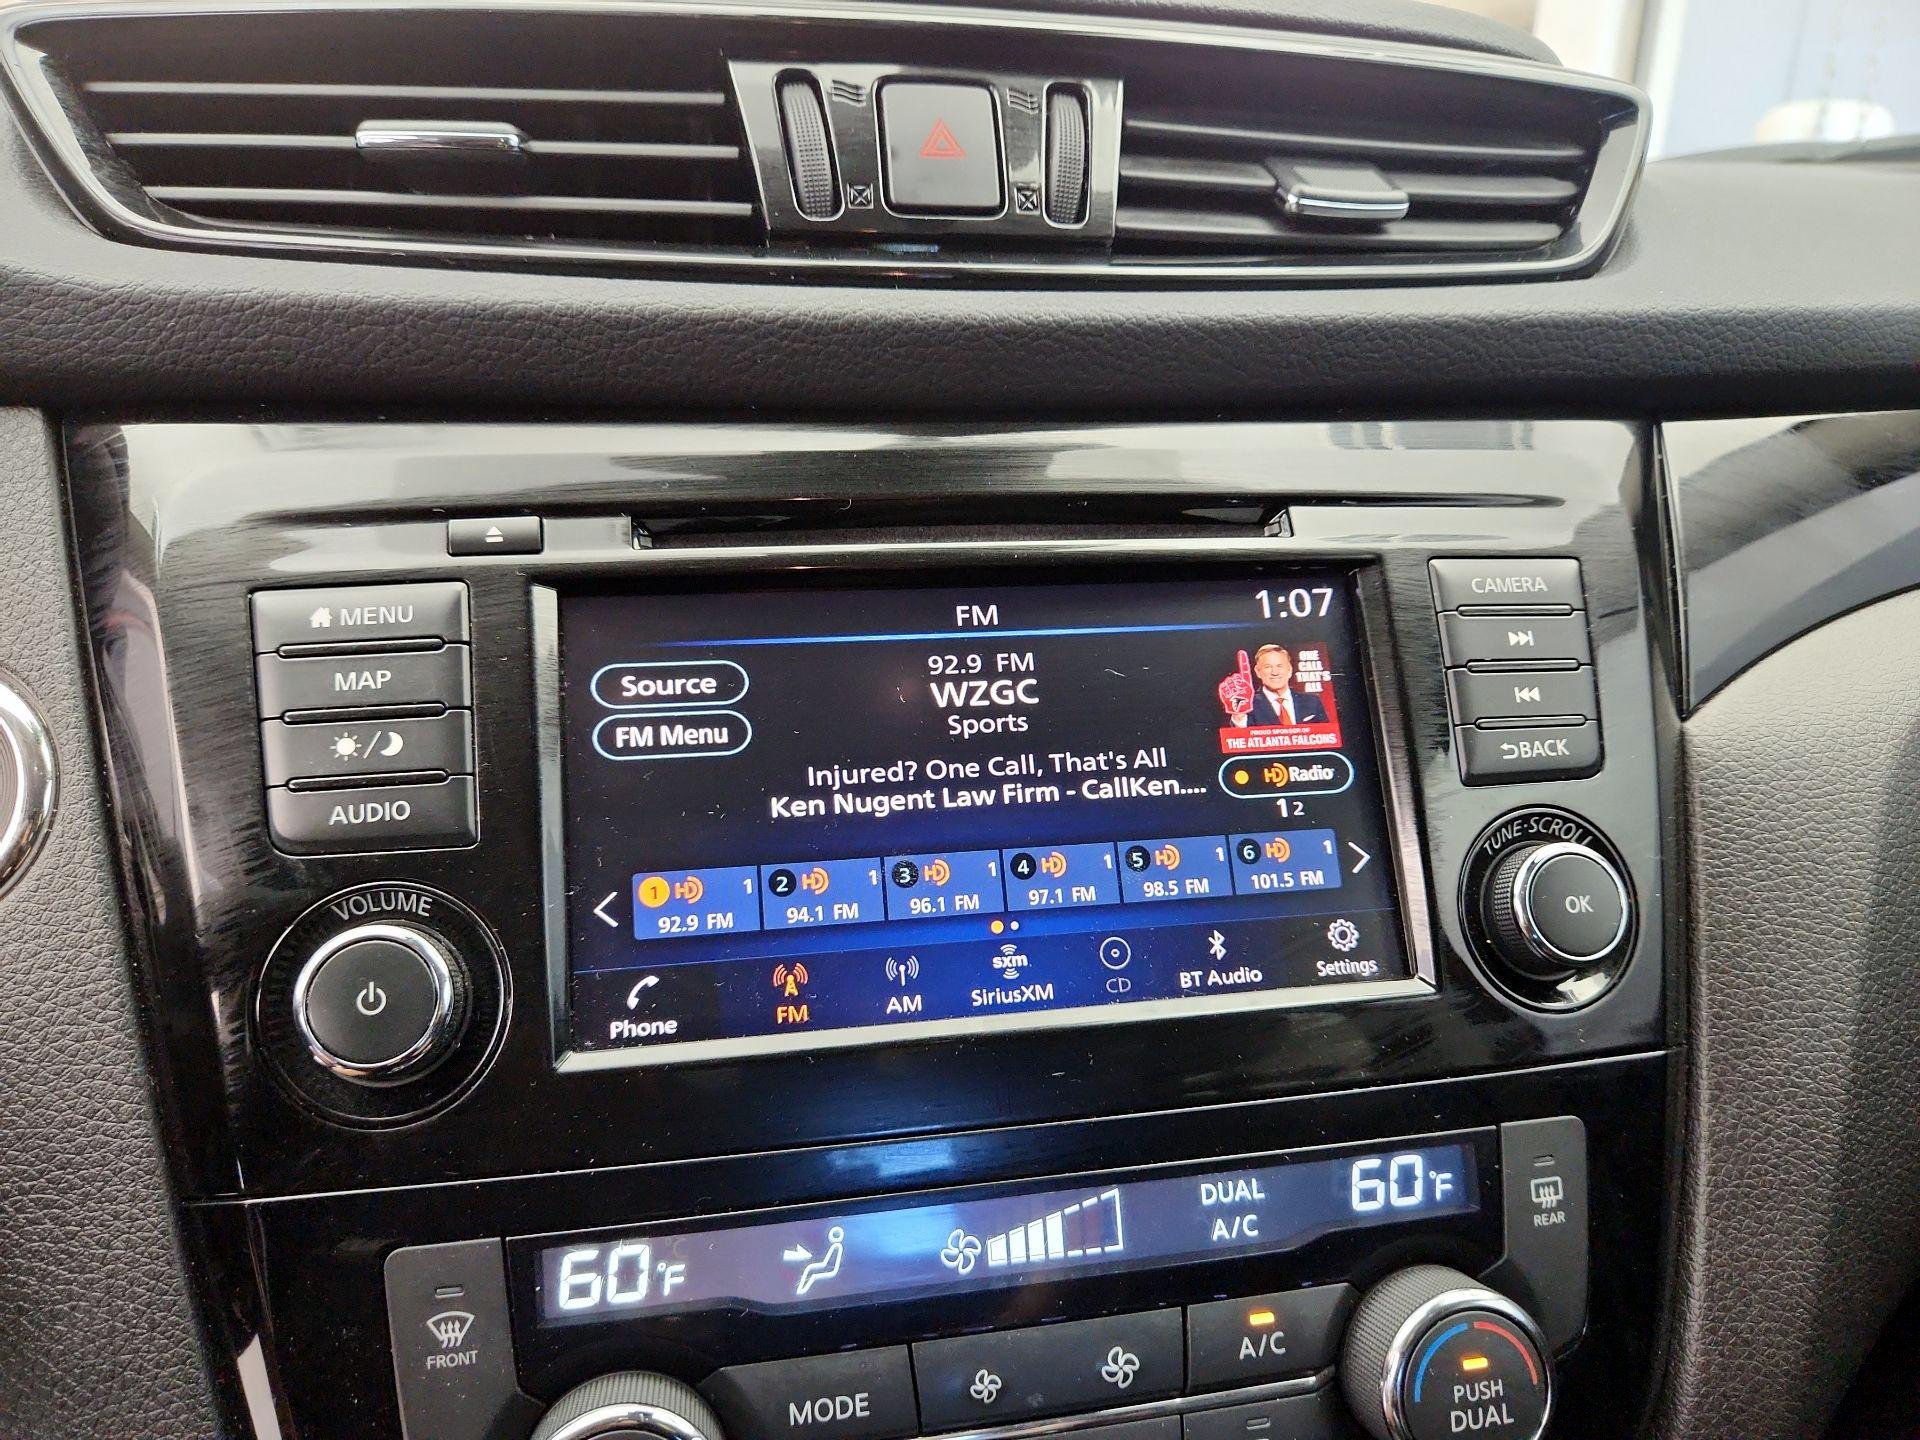 MENU
MAP
AUDIO
VOLUME
FM
1:07
Source
FM Menu
92.9 FM
WZGC
Sports
Injured? One Call, That's All
Ken Nugent Law Firm - CallKen....
ONE
CALL
THAT'S
ALL
PROUD SPONSOR OF
THE ATLANTA FALCONS
HD Radio
1 2
1 HD 1
92.9 FM
2 HD 1
94.1 FM
3 HD 1
96.1 FM
4 HD 1
97.1 FM
5 HD 1
98.5 FM
6 HD 1
101.5 FM
Phone
FM
AM
sxm
SiriusXM
CD
BT Audio
Settings
CAMERA
BACK
TUNE·SCROLL
OK
60°F
DUAL
A/C
60°F
REAR
FRONT
MODE
A/C
PUSH
DUAL